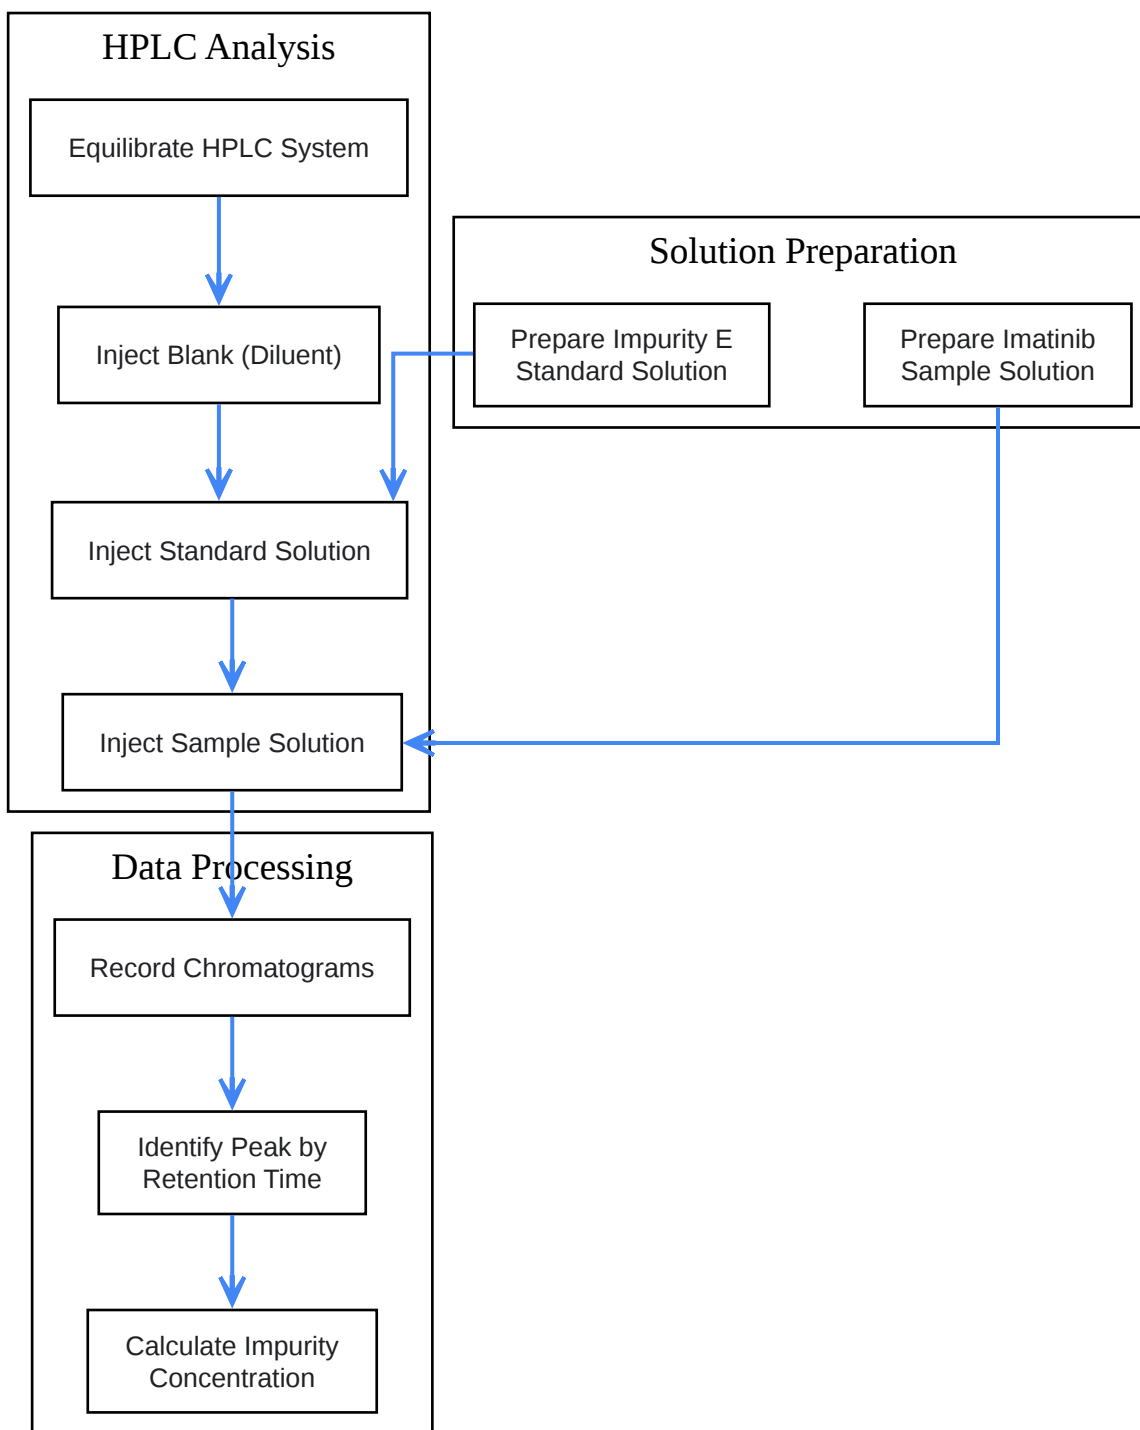 HPLC Analysis
Equilibrate HPLC System
Inject Blank (Diluent)
Inject Standard Solution
Inject Sample Solution
Solution Preparation
Prepare Impurity E
Standard Solution
Prepare Imatinib
Sample Solution
Data Processing
Record Chromatograms
Identify Peak by
Retention Time
Calculate Impurity
Concentration